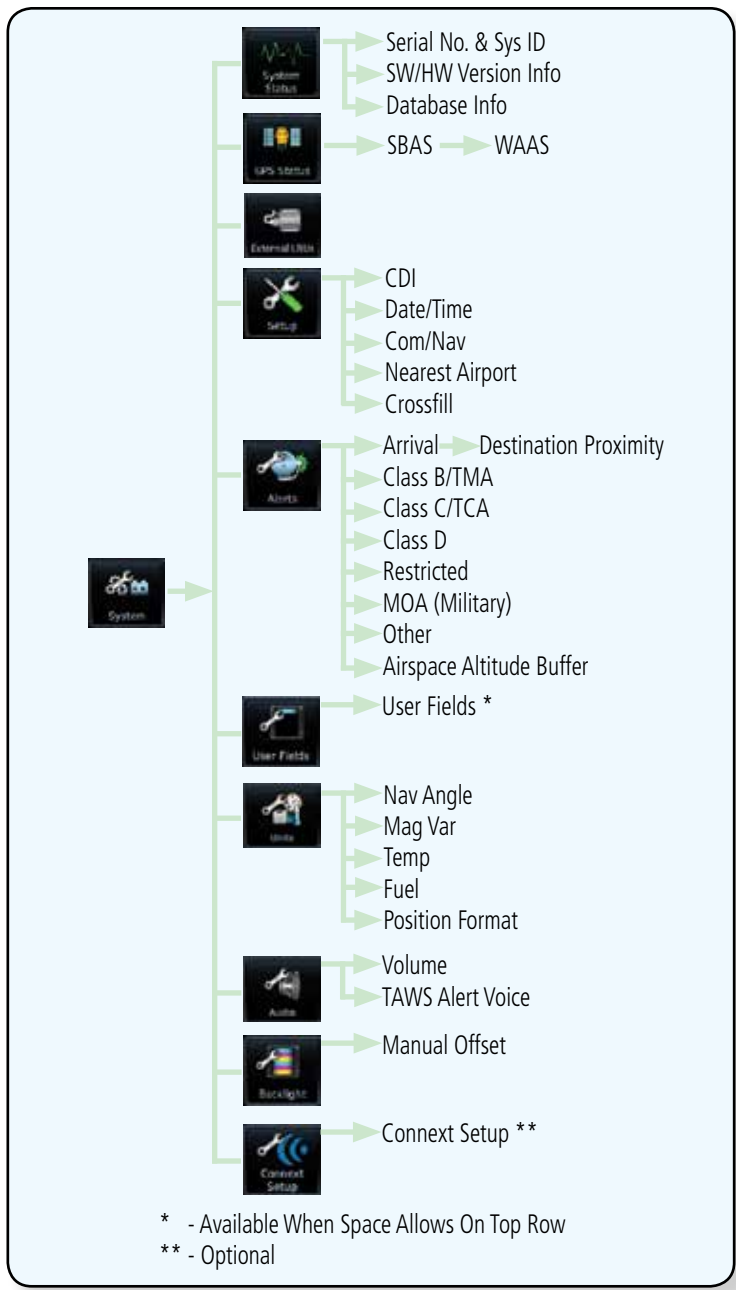 System
Status
Serial No. & Sys ID
SW/HW Version Info
Database Info
GPS Status
SBAS
WAAS
External LRUs
Setup
CDI
Date/Time
Com/Nav
Nearest Airport
Crossfill
Alerts
Arrival
Destination Proximity
Class B/TMA
Class C/TCA
Class D
Restricted
MOA (Military)
Other
Airspace Altitude Buffer
System
User Fields
User Fields *
Units
Nav Angle
Mag Var
Temp
Fuel
Position Format
Audio
Volume
TAWS Alert Voice
Backlight
Manual Offset
Connext
Setup
Connext Setup **
* - Available When Space Allows On Top Row
** - Optional